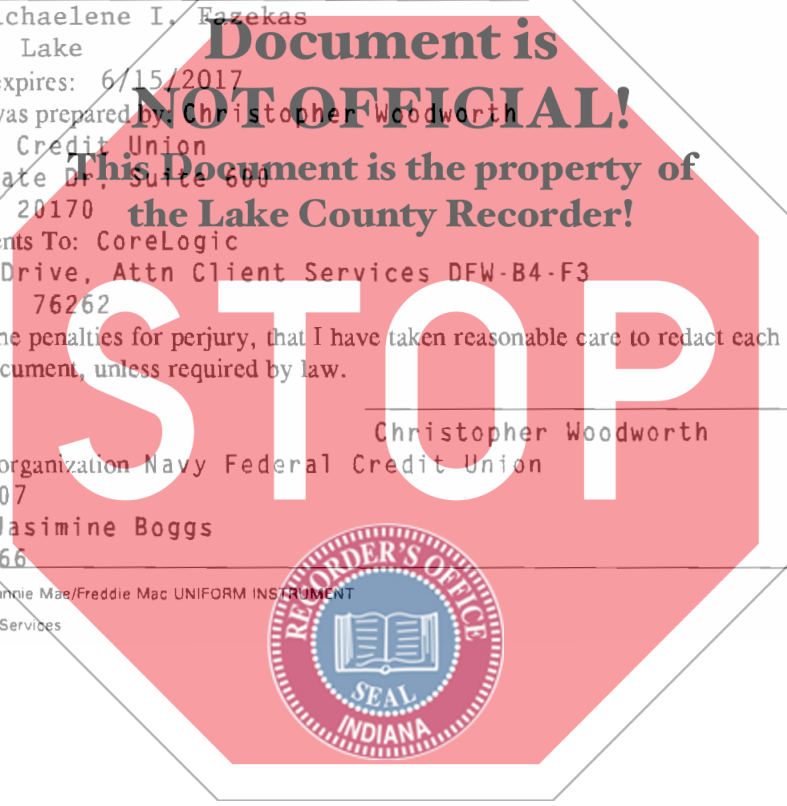 chaelene I. Fazekas
Document is
Lake
expires: 6/15/2017
NOT OFFICIAL!
was prepared by: Christopher Woodworth
Credit Union
This Document is the property of
ate Dr, Suite 600
20170
the Lake County Recorder!
nts To: CoreLogic
Drive, Attn Client Services DFW-B4-F3
76262
STOP
he penalties for perjury, that I have taken reasonable care to redact each
cument, unless required by law.
Christopher Woodworth
organization Navy Federal Credit Union
07
Jasimine Boggs
66
nnie Mae/Freddie Mac UNIFORM INSTRUMENT
Services
RECORDER'S OFFICE
SEAL
INDIANA